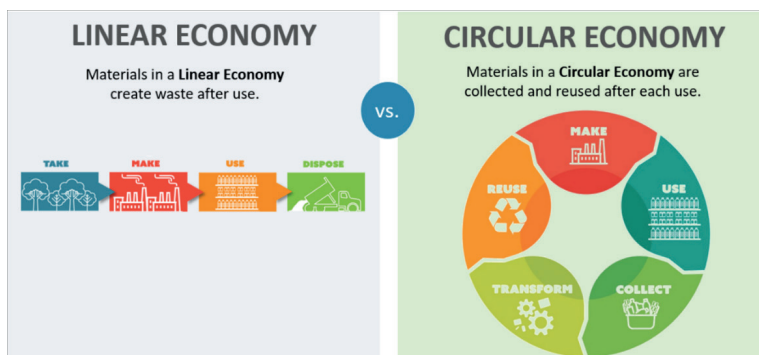 LINEAR ECONOMY
Materials in a Linear Economy
create waste after use.
TAKE
MAKE
USE
DISPOSE
vs.
CIRCULAR ECONOMY
Materials in a Circular Economy are
collected and reused after each use.
MAKE
USE
COLLECT
TRANSFORM
REUSE